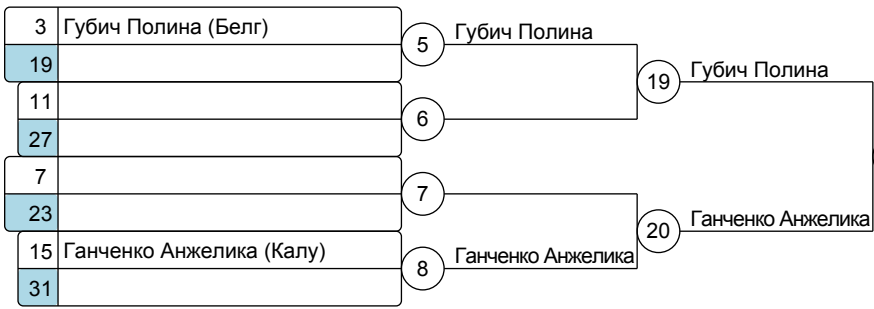 3 Губич Полина (Белг)
5 Губич Полина
19
19 Губич Полина
11
6
27
7
7
23
20 Ганченко Анжелика
15 Ганченко Анжелика (Калу)
8 Ганченко Анжелика
31